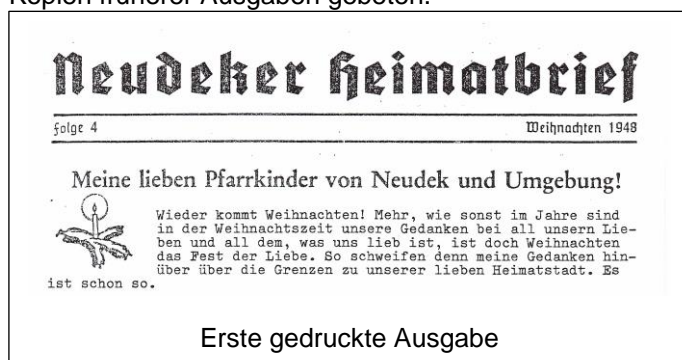 Kopien früherer Ausgaben gebeten.
Neudeker Heimatbrief
Folge 4 Weihnachten 1948
Meine lieben Pfarrkinder von Neudek und Umgebung!
Wieder kommt Weihnachten! Mehr, wie sonst im Jahre sind
in der Weihnachtszeit unsere Gedanken bei all unsern Lie-
ben und all dem, was uns lieb ist, ist doch Weihnachten
das Fest der Liebe. So schweifen denn meine Gedanken hin-
über über die Grenzen zu unserer lieben Heimatstadt. Es
ist schon so.
Erste gedruckte Ausgabe